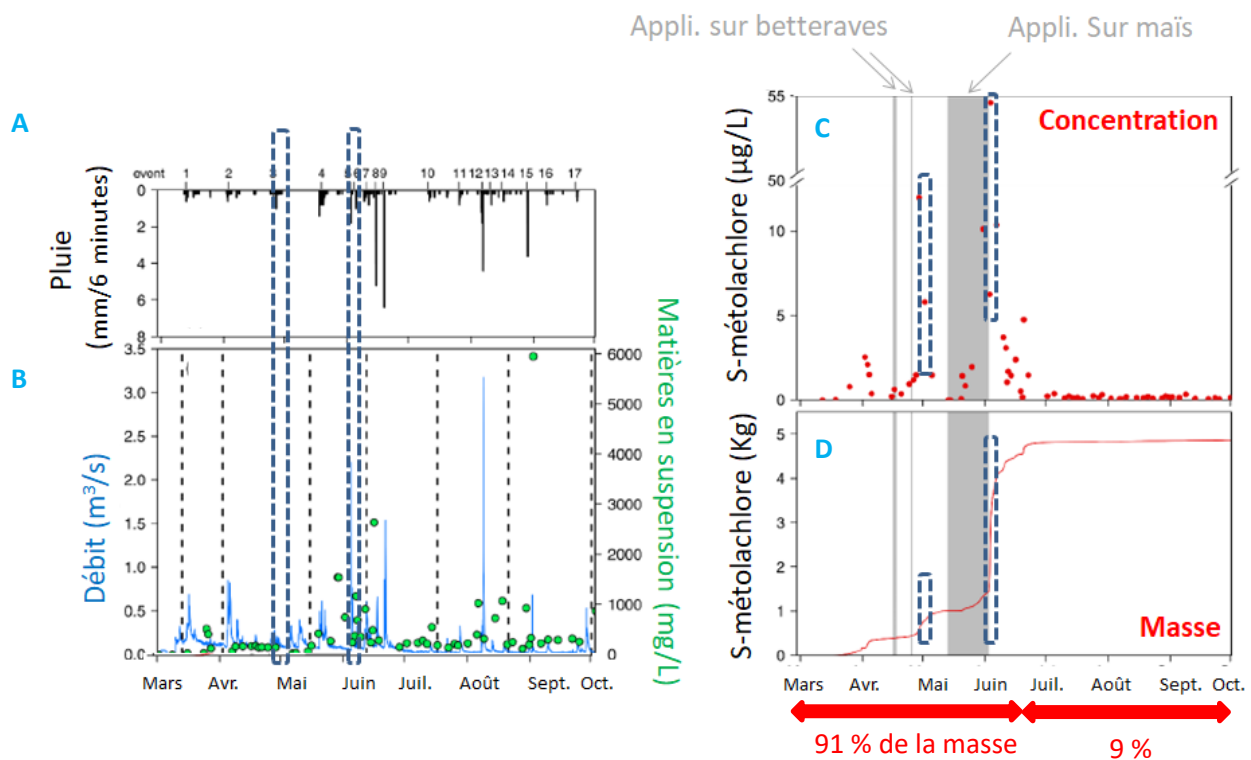 Appli. sur betteraves
Appli. Sur maïs
A
event 1 2 3 4 5 6 7 8 9 10 11 12 13 14 15 16 17
0
2
4
6
8
Pluie
(mm/6 minutes)
B
3.5
3.0
2.5
2.0
1.5
1.0
0.5
0.0
Débit (m³/s)
6000
5000
4000
3000
2000
1000
0
Matières en suspension (mg/L)
Mars Avr. Mai Juin Juil. Août Sept. Oct.
C
Concentration
55
50
10
5
0
S-métolachlore (µg/L)
D
Masse
5
4
3
2
1
0
S-métolachlore (Kg)
Mars Avr. Mai Juin Juil. Août Sept. Oct.
91 % de la masse
9 %